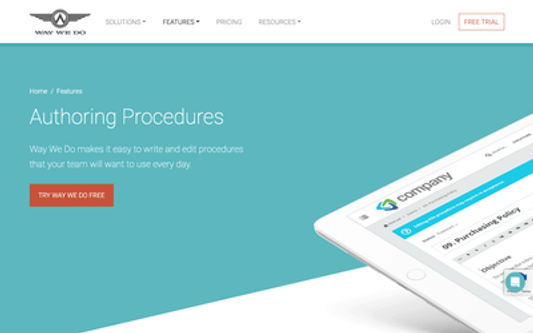 WAY WE DO
SOLUTIONS
FEATURES
PRICING
RESOURCES
LOGIN
FREE TRIAL
Home / Features
Authoring Procedures
Way We Do makes it easy to write and edit procedures
that your team will want to use every day.
TRY WAY WE DO FREE
company
09. Purchasing Policy
Objective